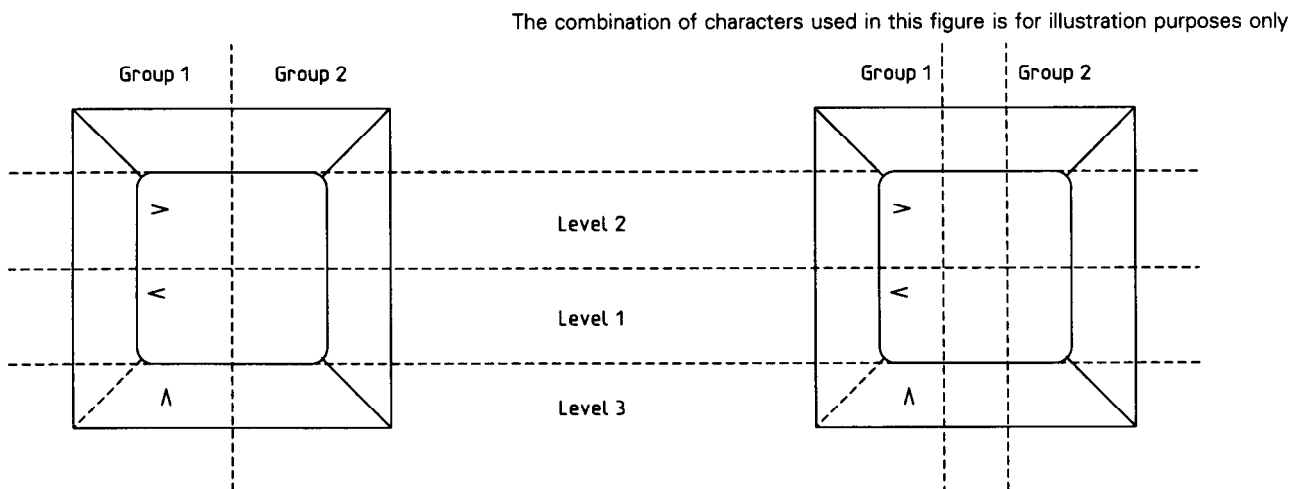 The combination of characters used in this figure is for illustration purposes only
Group 1 Group 2 Group 1 Group 2
> Level 2 >
< Level 1 <
∧ Level 3 ∧